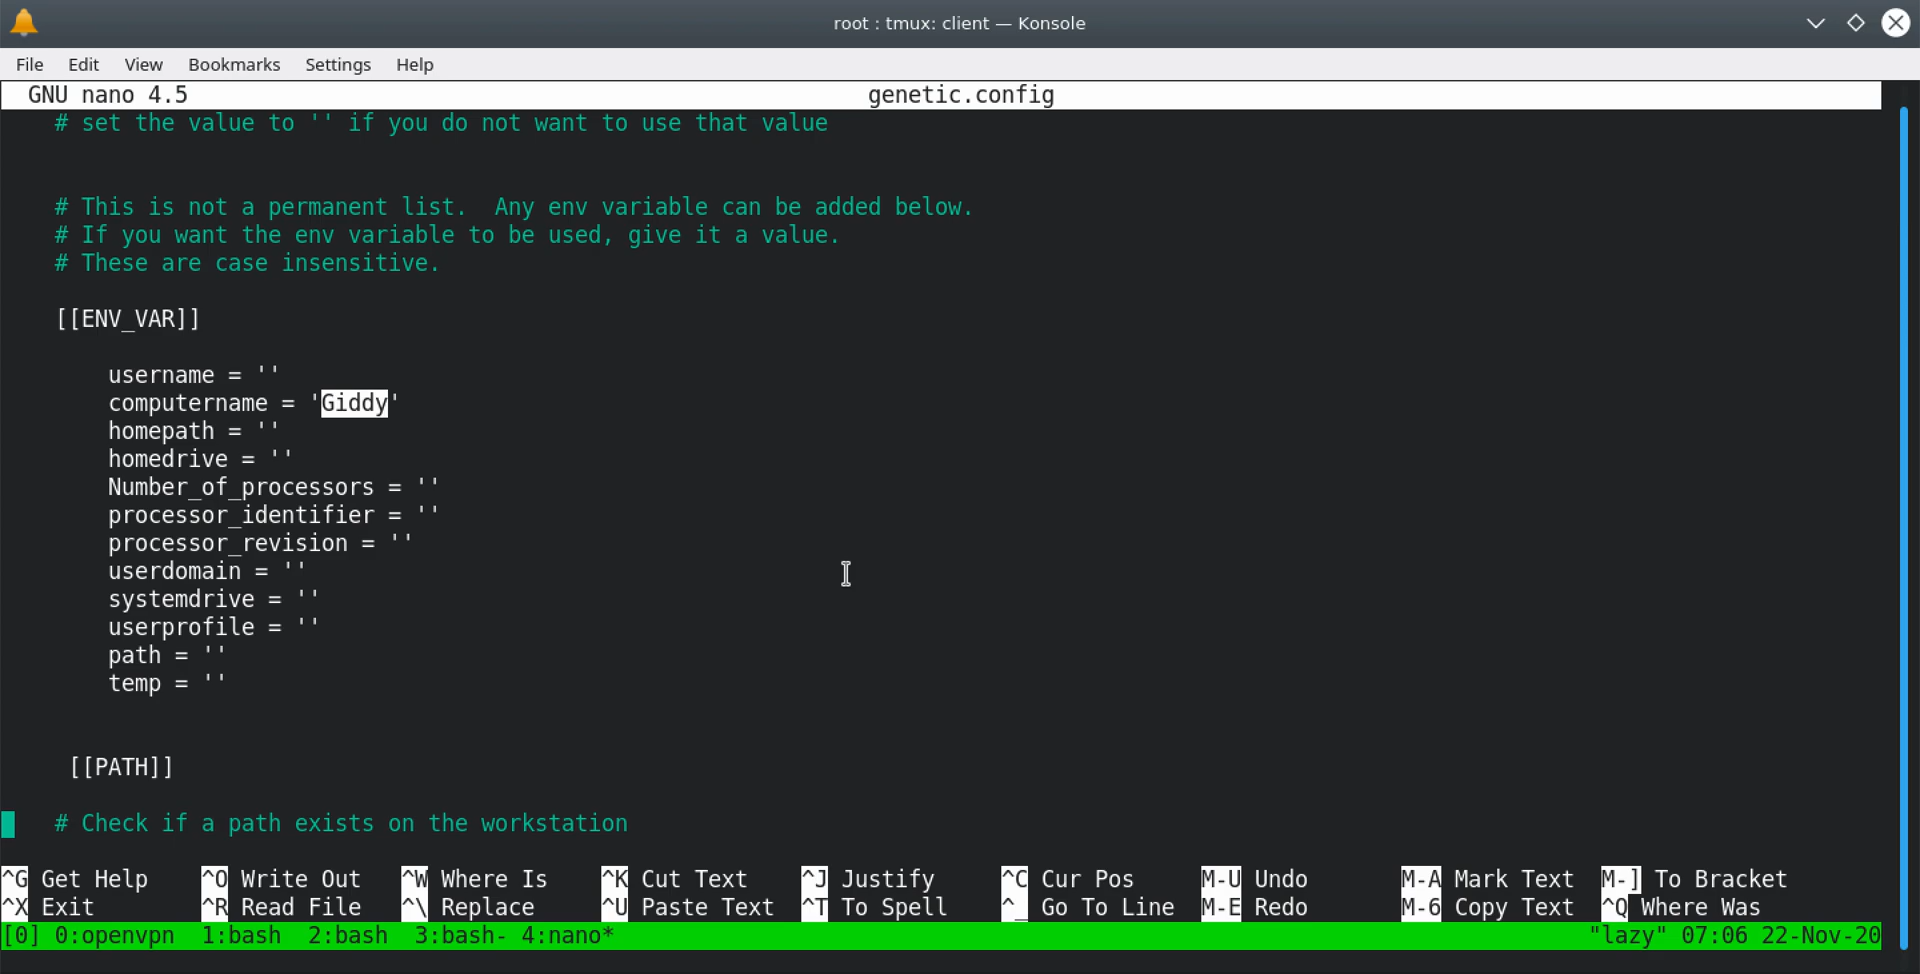 root : tmux: client — Konsole
File Edit View Bookmarks Settings Help
GNU nano 4.5 genetic.config
# set the value to '' if you do not want to use that value
# This is not a permanent list.  Any env variable can be added below.
# If you want the env variable to be used, give it a value.
# These are case insensitive.
[[ENV_VAR]]
username = ''
computername = 'Giddy'
homepath = ''
homedrive = ''
Number_of_processors = ''
processor_identifier = ''
processor_revision = ''
userdomain = ''
systemdrive = ''
userprofile = ''
path = ''
temp = ''
[[PATH]]
# Check if a path exists on the workstation
^G Get Help ^O Write Out ^W Where Is ^K Cut Text ^J Justify ^C Cur Pos M-U Undo M-A Mark Text M-] To Bracket
^X Exit ^R Read File ^\ Replace ^U Paste Text ^T To Spell ^_ Go To Line M-E Redo M-6 Copy Text ^Q Where Was
[0] 0:openvpn 1:bash 2:bash 3:bash- 4:nano* "lazy" 07:06 22-Nov-20